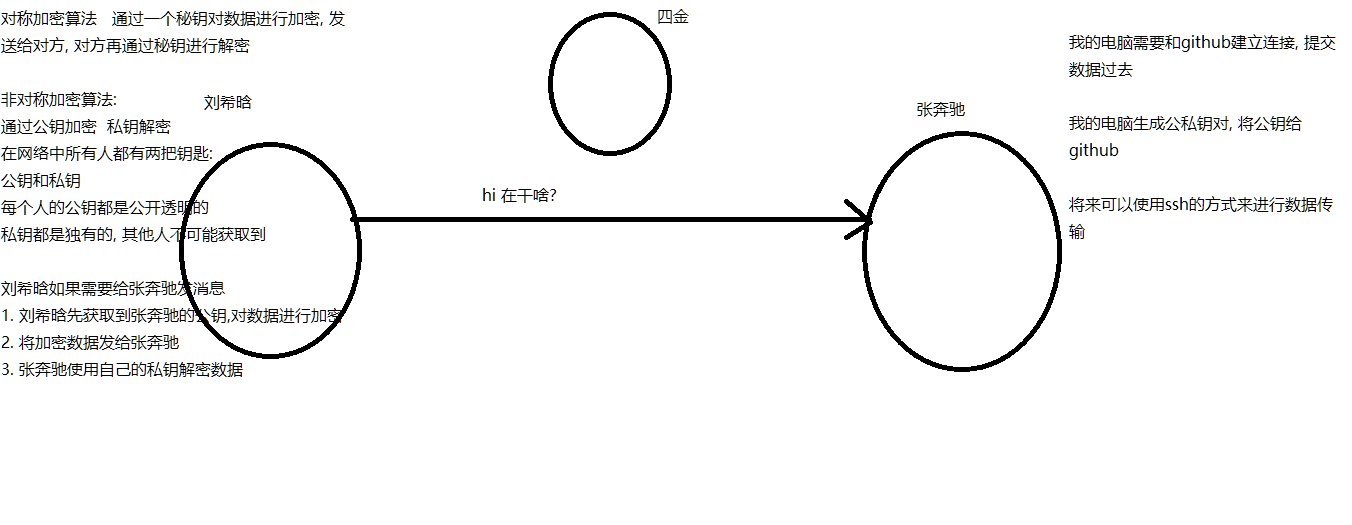 对称加密算法 通过一个秘钥对数据进行加密, 发
送给对方, 对方再通过秘钥进行解密
非对称加密算法:
通过公钥加密 私钥解密
在网络中所有人都有两把钥匙:
公钥和私钥
每个人的公钥都是公开透明的
私钥都是独有的, 其他人不可能获取到
刘希晗如果需要给张奔驰发消息
1. 刘希晗先获取到张奔驰的公钥,对数据进行加密
2. 将加密数据发给张奔驰
3. 张奔驰使用自己的私钥解密数据
刘希晗
四金
hi 在干啥?
张奔驰
我的电脑需要和github建立连接, 提交
数据过去
我的电脑生成公私钥对, 将公钥给
github
将来可以使用ssh的方式来进行数据传
输